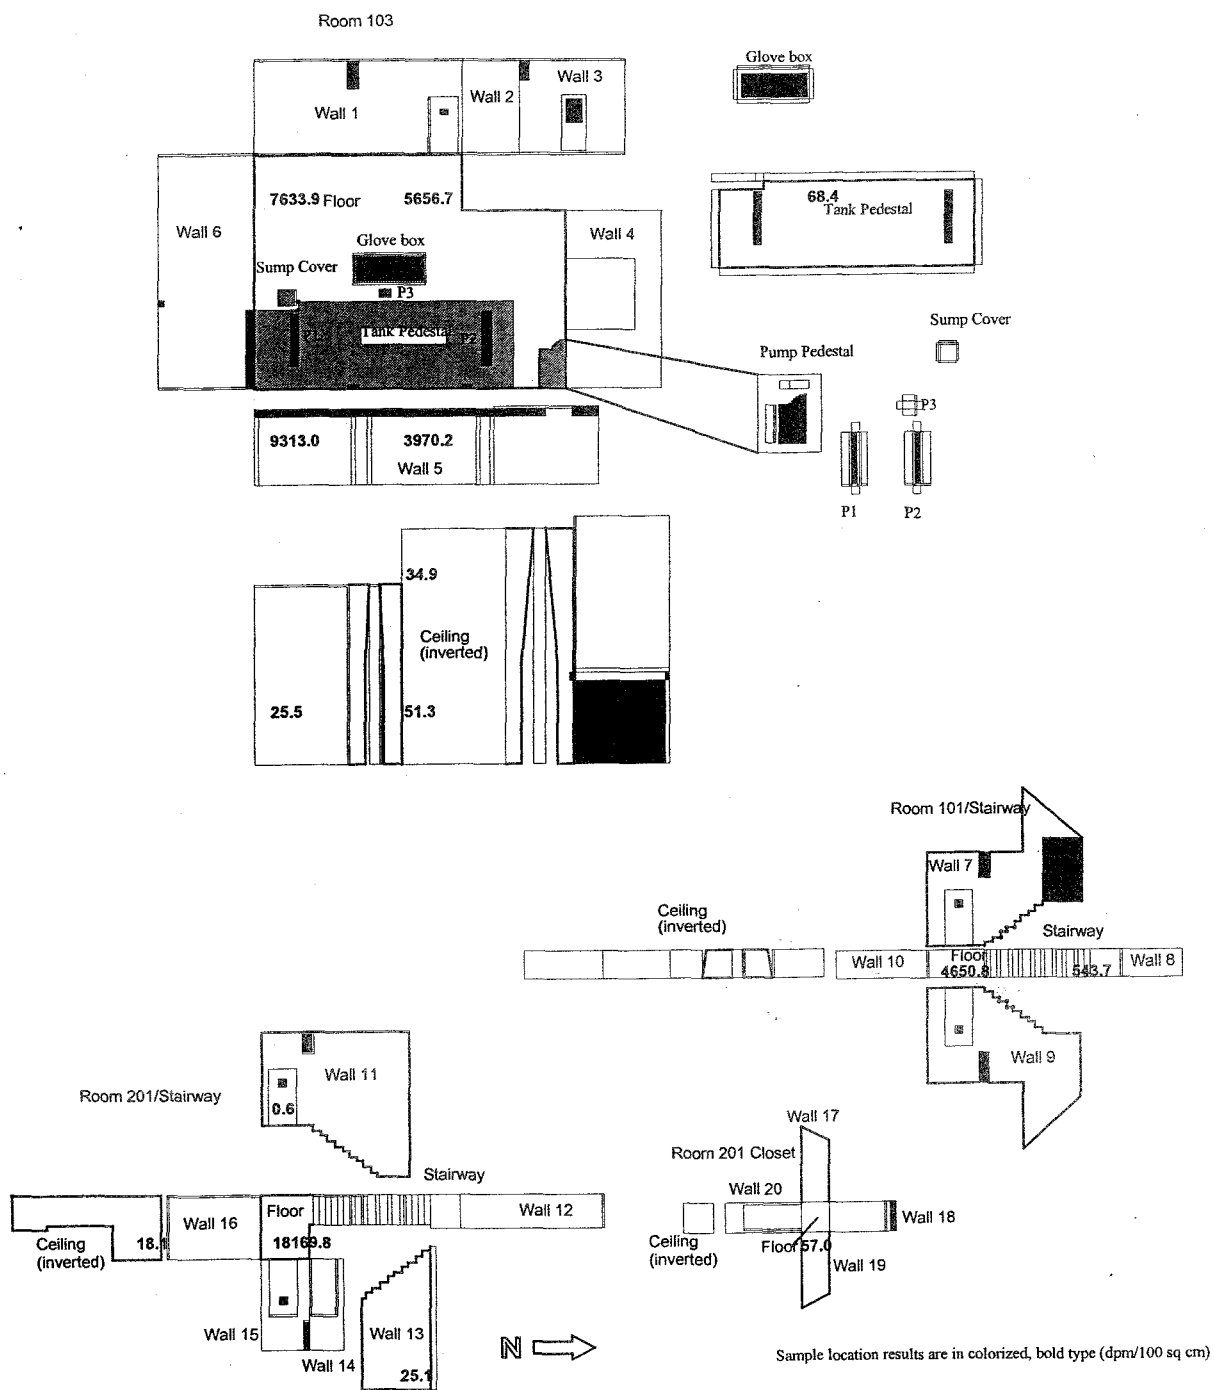 Room 103
Glove box
Wall 3
Wall 2
Wall 1
7633.9 Floor 5656.7
68.4
Tank Pedestal
Wall 6
Wall 4
Glove box
Sump Cover
P3
Sump Cover
P1 Tank Pedestal P2
Pump Pedestal
P3
9313.0 3970.2
Wall 5
P1 P2
34.9
Ceiling
(inverted)
25.5 51.3
Room 101/Stairway
Wall 7
Ceiling
(inverted)
Stairway
Wall 10 Floor Wall 8
4650.8 543.7
Wall 9
Wall 11
Room 201/Stairway
0.6
Wall 17
Room 201 Closet
Stairway
Wall 20
Wall 16 Floor Wall 12
Wall 18
Ceiling 18.1 18169.8
(inverted)
Ceiling Floor 57.0
(inverted)
Wall 19
Wall 15 Wall 13
Wall 14
25.1
N
Sample location results are in colorized, bold type (dpm/100 sq cm)